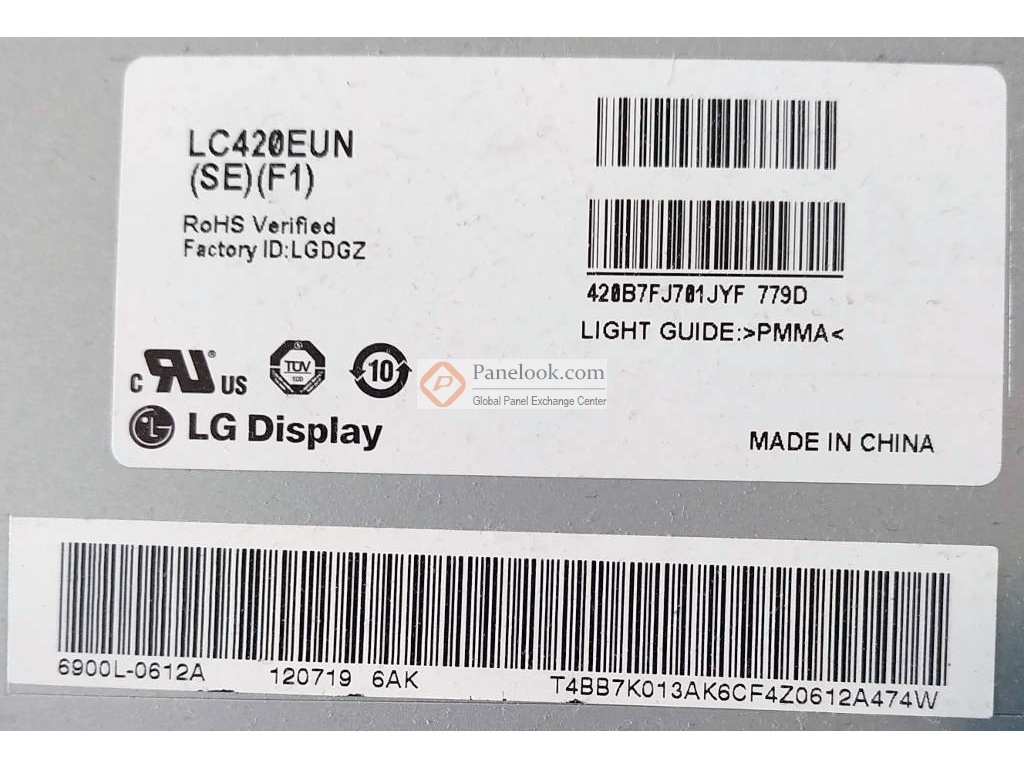 LC420EUN
(SE)(F1)
RoHS Verified
Factory ID:LGDGZ
420B7FJ701JYF 779D
LIGHT GUIDE:>PMMA<
C UL US
TÜV
10
P Panelook.com
Global Panel Exchange Center
LG Display
MADE IN CHINA
6900L-0612A 120719 6AK T4BB7K013AK6CF4Z0612A474W